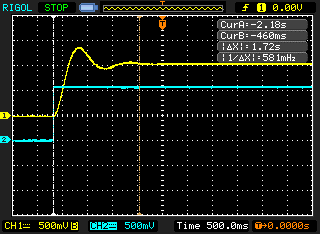 RIGOL STOP T f 1 0.00V
CurA=-2.18s
CurB=-460ms
|ΔX|=1.72s
|1/ΔX|=581mHz
T
1
2
CH1 500mV B CH2 500mV Time 500.0ms T→0.0000s